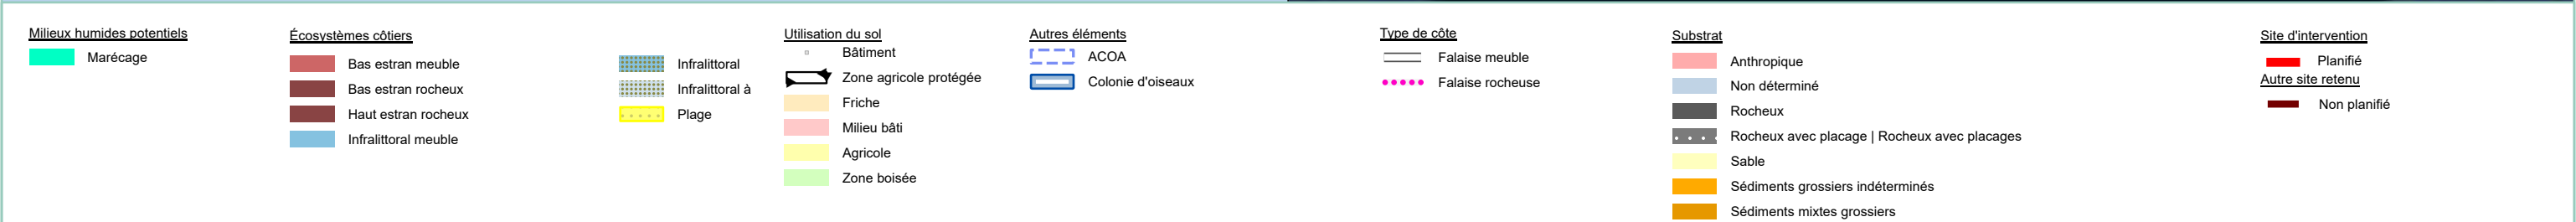 Milieux humides potentiels
Marécage
Écosystèmes côtiers
Bas estran meuble
Bas estran rocheux
Haut estran rocheux
Infralittoral meuble
Infralittoral
Infralittoral à
Plage
Utilisation du sol
Bâtiment
Zone agricole protégée
Friche
Milieu bâti
Agricole
Zone boisée
Autres éléments
ACOA
Colonie d'oiseaux
Type de côte
Falaise meuble
Falaise rocheuse
Substrat
Anthropique
Non déterminé
Rocheux
Rocheux avec placage | Rocheux avec placages
Sable
Sédiments grossiers indéterminés
Sédiments mixtes grossiers
Site d'intervention
Planifié
Autre site retenu
Non planifié